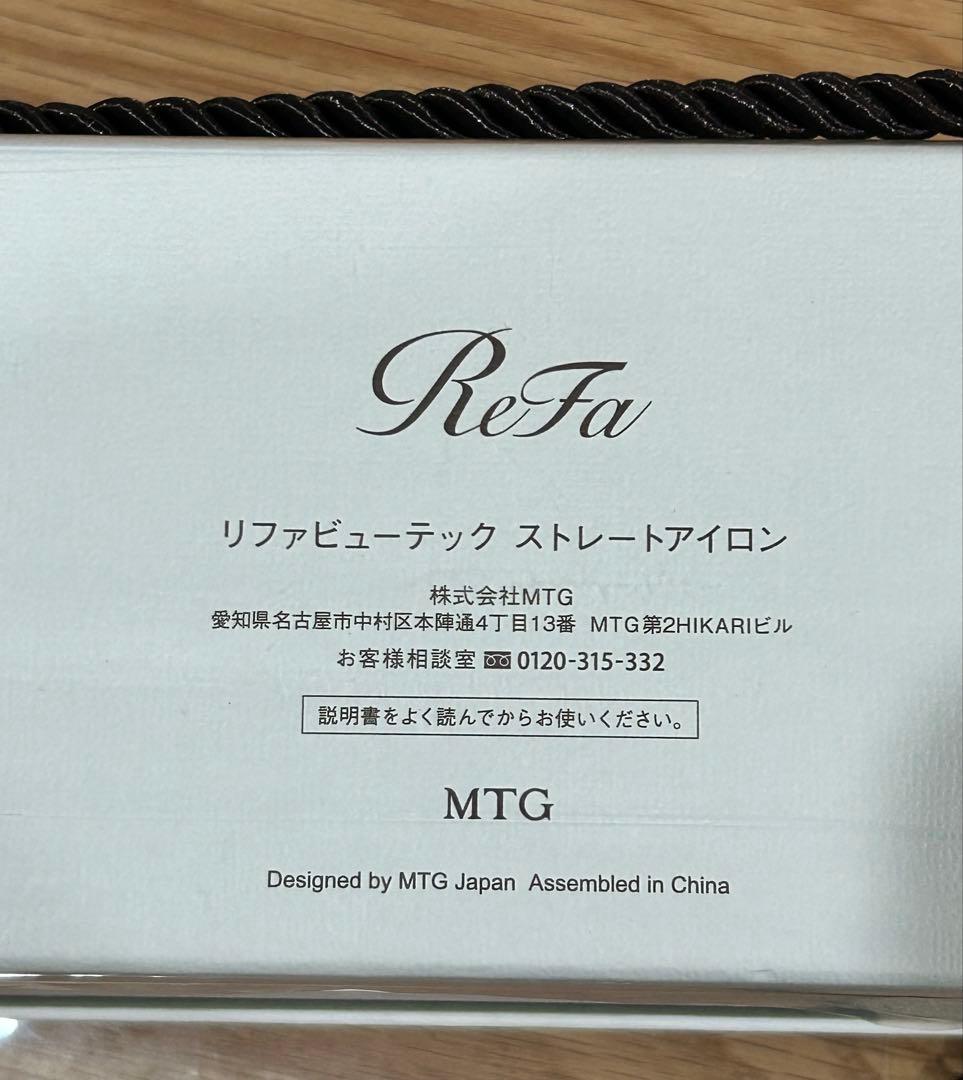 ReFa
リファビューテック ストレートアイロン
株式会社MTG
愛知県名古屋市中村区本陣通4丁目13番 MTG第2HIKARIビル
お客様相談室 0120-315-332
説明書をよく読んでからお使いください。
MTG
Designed by MTG Japan Assembled in China